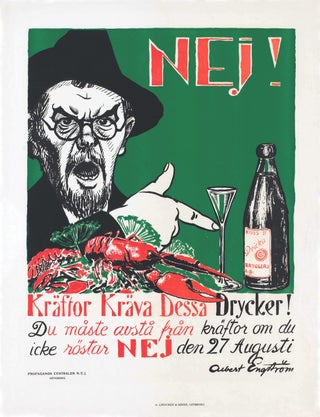 NEJ!
Kräftor Kräva Dessa Drycker!
Du måste avstå från kräftor om du
icke röstar NEJ den 27 Augusti
Albert Engström
PROPAGANDA CENTRALEN N.E.J.
GÖTEBORG